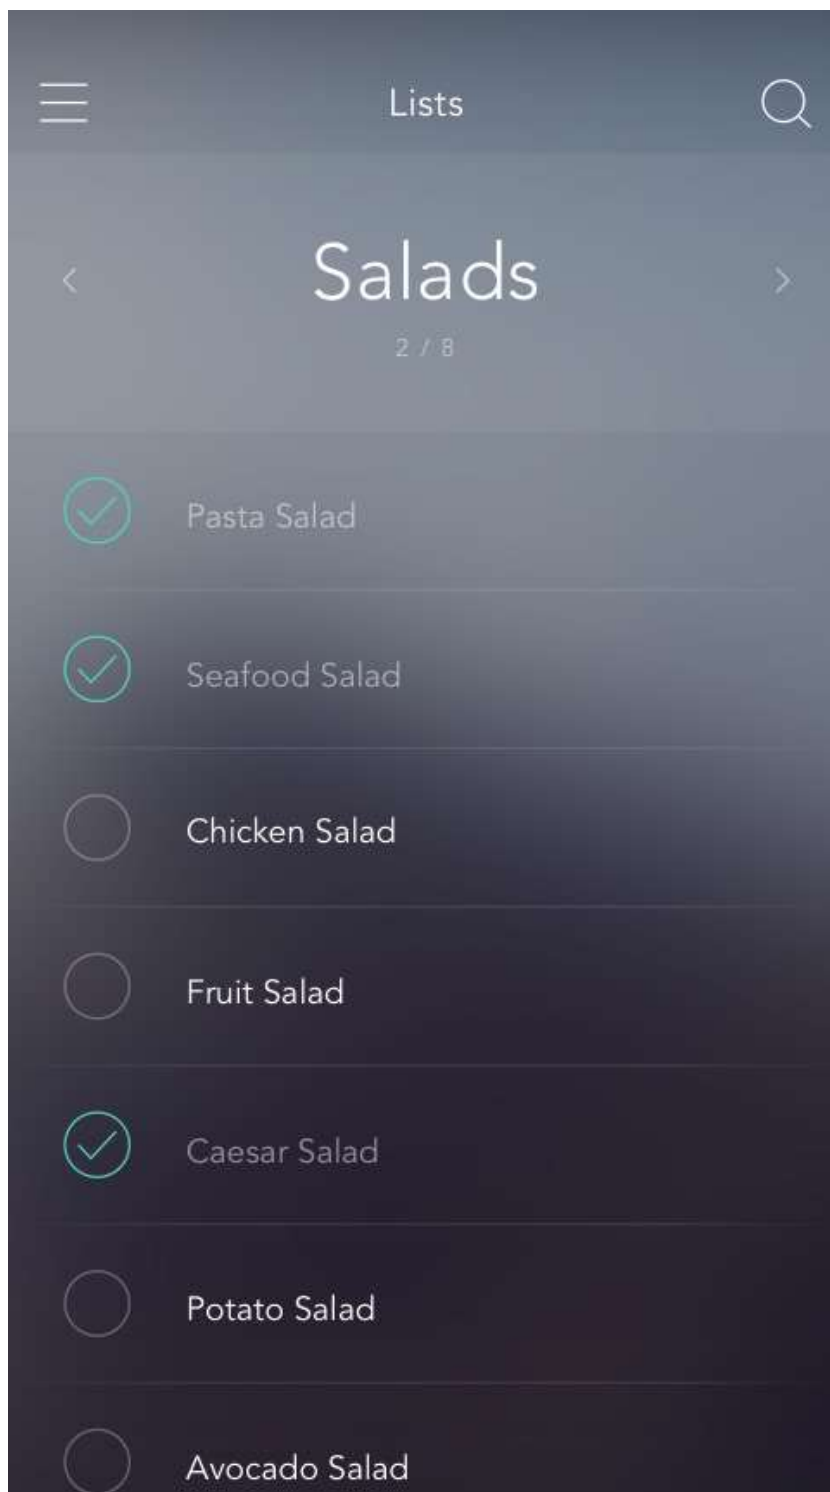 Lists
Salads
2 / 8
Pasta Salad
Seafood Salad
Chicken Salad
Fruit Salad
Caesar Salad
Potato Salad
Avocado Salad